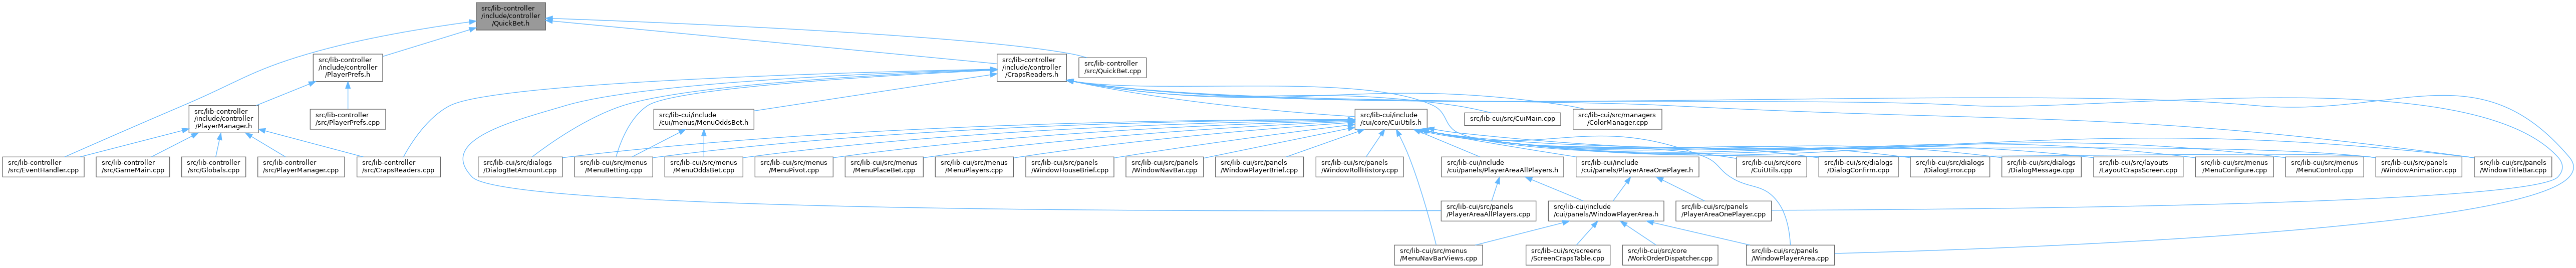 src/lib-controller
/include/controller
/QuickBet.h
src/lib-controller
/include/controller
/PlayerPrefs.h
src/lib-controller
/include/controller
/CrapsReaders.h
src/lib-controller
/src/QuickBet.cpp
src/lib-controller
/include/controller
/PlayerManager.h
src/lib-controller
/src/PlayerPrefs.cpp
src/lib-cui/include
/cui/menus/MenuOddsBet.h
src/lib-cui/include
/cui/core/CuiUtils.h
src/lib-cui/src/CuiMain.cpp
src/lib-cui/src/managers
/ColorManager.cpp
src/lib-controller
/src/EventHandler.cpp
src/lib-controller
/src/GameMain.cpp
src/lib-controller
/src/Globals.cpp
src/lib-controller
/src/PlayerManager.cpp
src/lib-controller
/src/CrapsReaders.cpp
src/lib-cui/src/dialogs
/DialogBetAmount.cpp
src/lib-cui/src/menus
/MenuBetting.cpp
src/lib-cui/src/menus
/MenuOddsBet.cpp
src/lib-cui/src/menus
/MenuPivot.cpp
src/lib-cui/src/menus
/MenuPlaceBet.cpp
src/lib-cui/src/menus
/MenuPlayers.cpp
src/lib-cui/src/panels
/WindowHouseBrief.cpp
src/lib-cui/src/panels
/WindowNavBar.cpp
src/lib-cui/src/panels
/WindowPlayerBrief.cpp
src/lib-cui/src/panels
/WindowRollHistory.cpp
src/lib-cui/include
/cui/panels/PlayerAreaAllPlayers.h
src/lib-cui/include
/cui/panels/PlayerAreaOnePlayer.h
src/lib-cui/src/core
/CuiUtils.cpp
src/lib-cui/src/dialogs
/DialogConfirm.cpp
src/lib-cui/src/dialogs
/DialogError.cpp
src/lib-cui/src/dialogs
/DialogMessage.cpp
src/lib-cui/src/layouts
/LayoutCrapsScreen.cpp
src/lib-cui/src/menus
/MenuConfigure.cpp
src/lib-cui/src/menus
/MenuControl.cpp
src/lib-cui/src/panels
/WindowAnimation.cpp
src/lib-cui/src/panels
/WindowTitleBar.cpp
src/lib-cui/src/panels
/PlayerAreaAllPlayers.cpp
src/lib-cui/include
/cui/panels/WindowPlayerArea.h
src/lib-cui/src/panels
/PlayerAreaOnePlayer.cpp
src/lib-cui/src/menus
/MenuNavBarViews.cpp
src/lib-cui/src/screens
/ScreenCrapsTable.cpp
src/lib-cui/src/core
/WorkOrderDispatcher.cpp
src/lib-cui/src/panels
/WindowPlayerArea.cpp